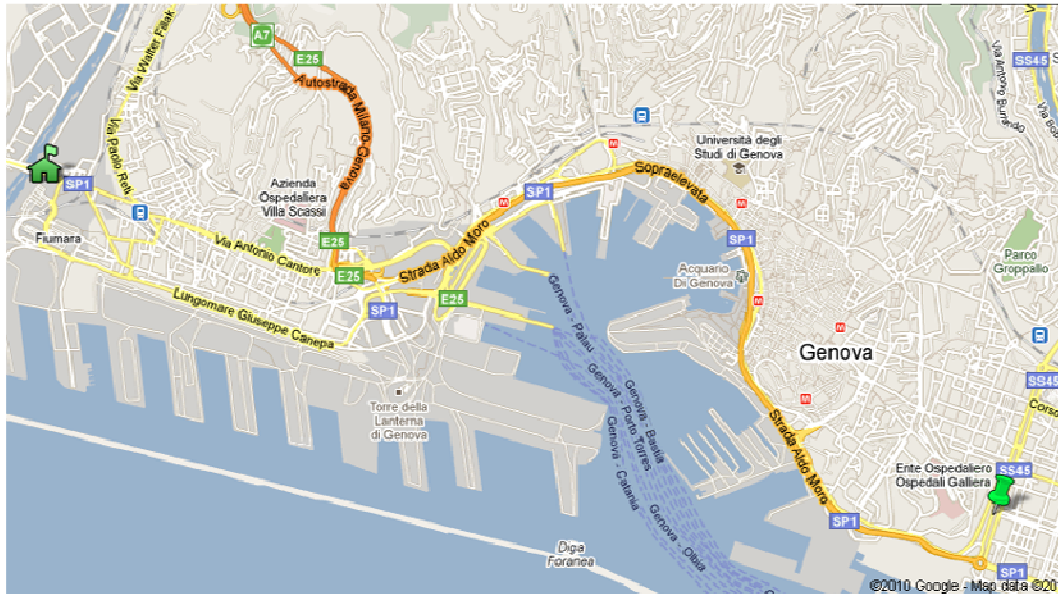 A7
E25
Autostrada Milano-Genova
Via Walter Fillak
Via Paolo Reti
SP1
Fiumara
Azienda
Ospedaliera
Villa Scassi
E25
E25
Via Antonio Cantore
Lungomare Giuseppe Canepa
SP1
E25
Strada Aldo Moro
SP1
M
M
Sopraelevata
Università degli
Studi di Genova
M
SP1
Acquario
Di Genova
M
M
Genova
M
Via Antonio Burlando
SS45
Parco
Groppallo
SS45
Corso
SS45
Ente Ospedaliero
Ospedali Galliera
Strada Aldo Moro
SP1
SP1
Torre della
Lanterna
di Genova
Genova - Palau
Genova - Bastia
Genova - Porto Torres
Genova - Catania
Genova - Olbia
Diga
Foranea
©2010 Google - Map data ©20